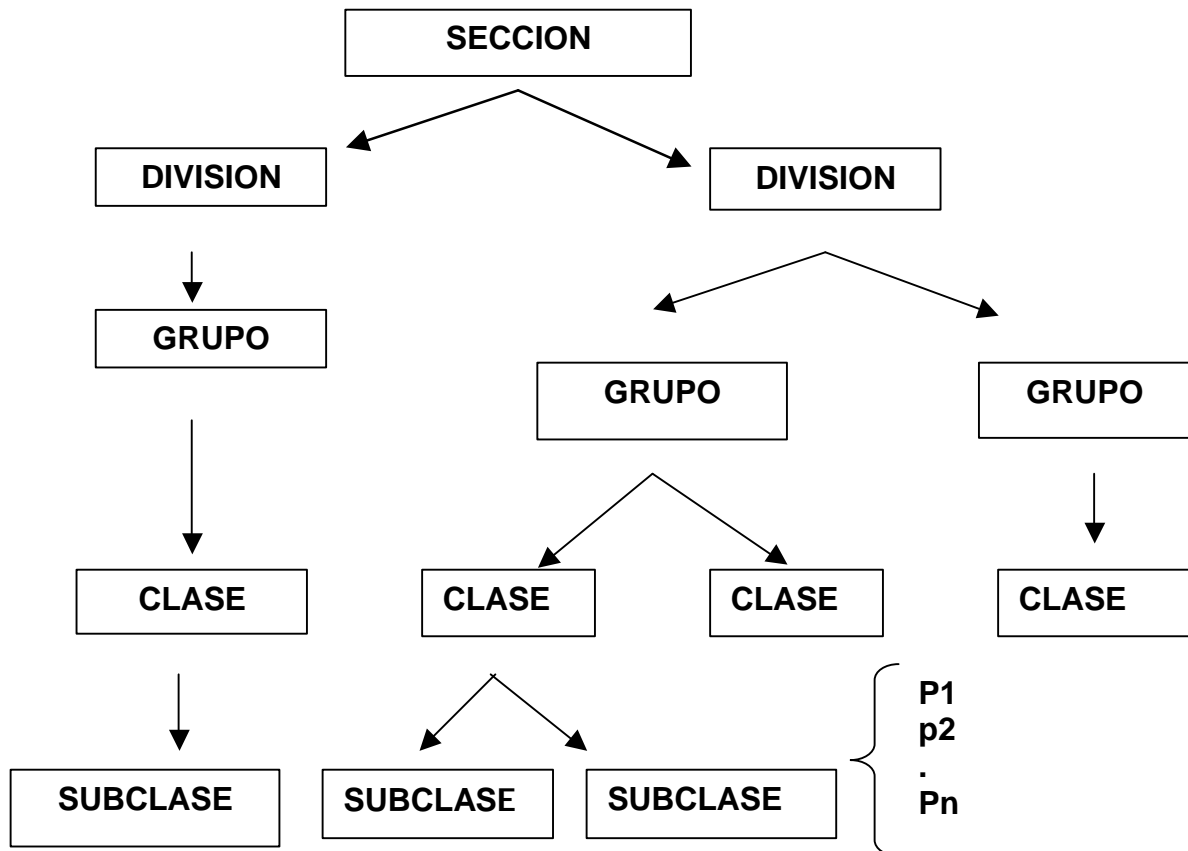 SECCION
DIVISION
DIVISION
GRUPO
GRUPO
GRUPO
CLASE
CLASE
CLASE
CLASE
SUBCLASE
SUBCLASE
SUBCLASE
P1
p2
.
Pn